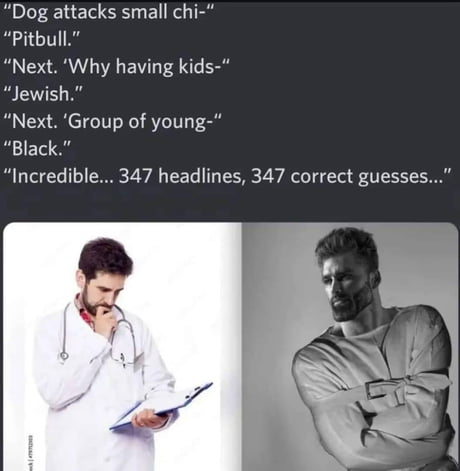 “Dog attacks small chi-“
“Pitbull.”
“Next. ‘Why having kids-“
“Jewish.”
“Next. ‘Group of young-“
“Black.”
“Incredible... 347 headlines, 347 correct guesses...”